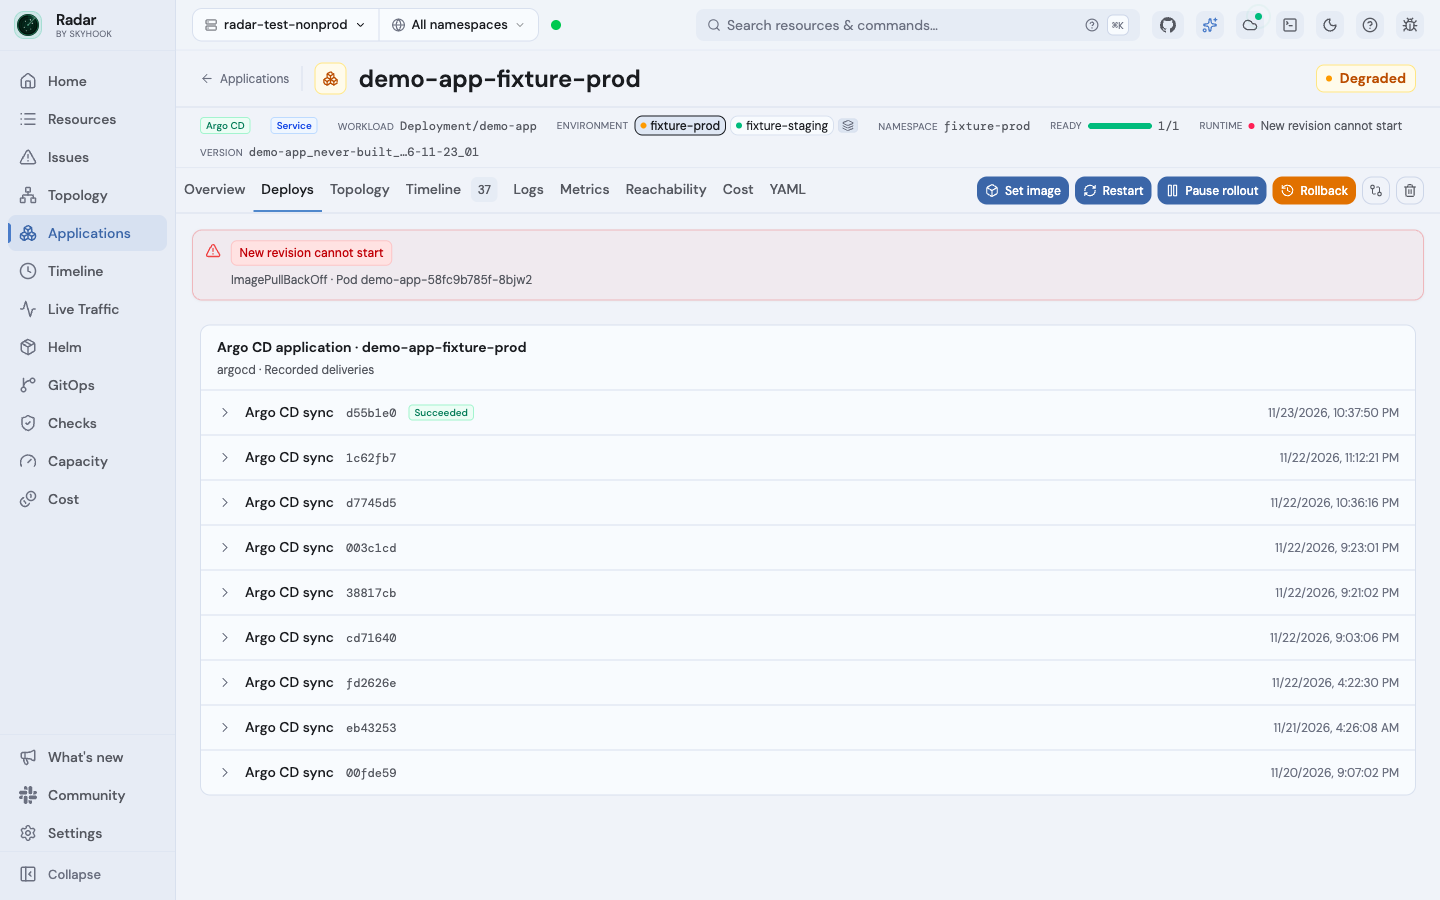 Radar
BY SKYHOOK
radar-test-nonprod
All namespaces
Search resources & commands...
⌘K
Home
Resources
Issues
Topology
Applications
Timeline
Live Traffic
Helm
GitOps
Checks
Capacity
Cost
What's new
Community
Settings
Collapse
Applications
demo-app-fixture-prod
Degraded
Argo CD Service WORKLOAD Deployment/demo-app ENVIRONMENT fixture-prod fixture-staging NAMESPACE fixture-prod READY 1/1 RUNTIME New revision cannot start
VERSION demo-app_never-built_…6-11-23_01
Overview Deploys Topology Timeline 37 Logs Metrics Reachability Cost YAML
Set image Restart Pause rollout Rollback
New revision cannot start
ImagePullBackOff · Pod demo-app-58fc9b785f-8bjw2
Argo CD application · demo-app-fixture-prod
argocd · Recorded deliveries
Argo CD sync d55b1e0 Succeeded 11/23/2026, 10:37:50 PM
Argo CD sync 1c62fb7 11/22/2026, 11:12:21 PM
Argo CD sync d7745d5 11/22/2026, 10:36:16 PM
Argo CD sync 003c1cd 11/22/2026, 9:23:01 PM
Argo CD sync 38817cb 11/22/2026, 9:21:02 PM
Argo CD sync cd71640 11/22/2026, 9:03:06 PM
Argo CD sync fd2626e 11/22/2026, 4:22:30 PM
Argo CD sync eb43253 11/21/2026, 4:26:08 AM
Argo CD sync 00fde59 11/20/2026, 9:07:02 PM